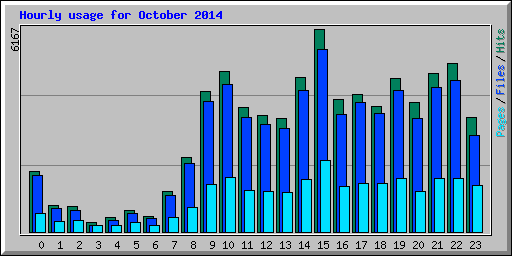 Hourly usage for October 2014
6167
Pages/Files/Hits
0 1 2 3 4 5 6 7 8 9 10 11 12 13 14 15 16 17 18 19 20 21 22 23